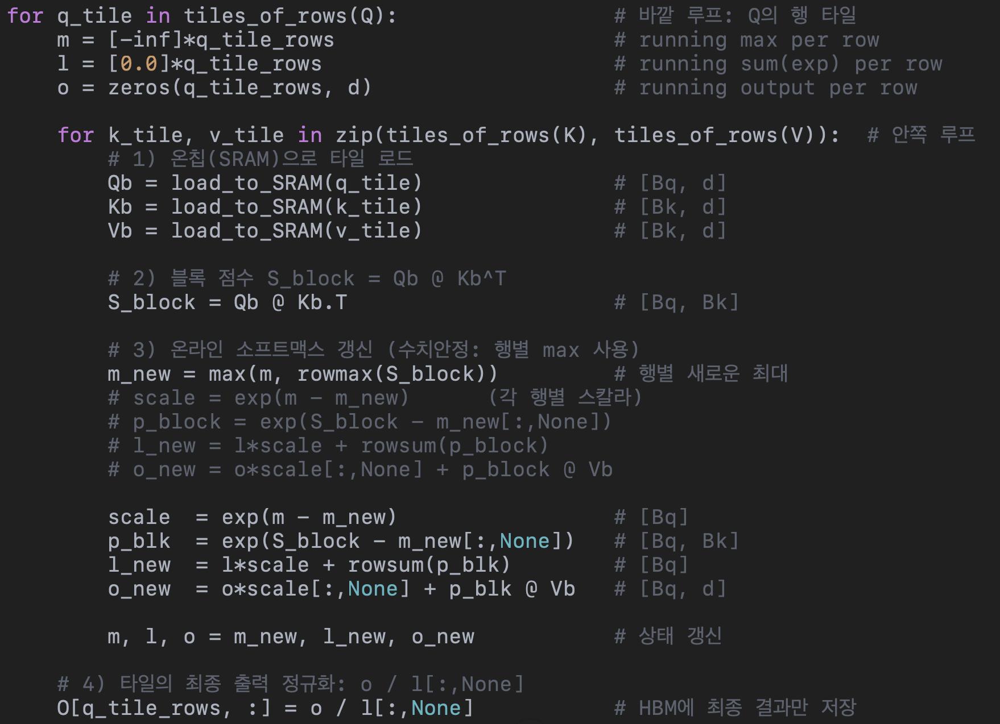 for q_tile in tiles_of_rows(Q):                 # 바깥 루프: Q의 행 타일
    m = [-inf]*q_tile_rows                      # running max per row
    l = [0.0]*q_tile_rows                       # running sum(exp) per row
    o = zeros(q_tile_rows, d)                   # running output per row

    for k_tile, v_tile in zip(tiles_of_rows(K), tiles_of_rows(V)):  # 안쪽 루프
        # 1) 온칩(SRAM)으로 타일 로드
        Qb = load_to_SRAM(q_tile)               # [Bq, d]
        Kb = load_to_SRAM(k_tile)               # [Bk, d]
        Vb = load_to_SRAM(v_tile)               # [Bk, d]

        # 2) 블록 점수 S_block = Qb @ Kb^T
        S_block = Qb @ Kb.T                     # [Bq, Bk]

        # 3) 온라인 소프트맥스 갱신 (수치안정: 행별 max 사용)
        m_new = max(m, rowmax(S_block))         # 행별 새로운 최대
        # scale = exp(m − m_new)      (각 행별 스칼라)
        # p_block = exp(S_block − m_new[:,None])
        # l_new = l*scale + rowsum(p_block)
        # o_new = o*scale[:,None] + p_block @ Vb

        scale  = exp(m − m_new)                 # [Bq]
        p_blk  = exp(S_block − m_new[:,None])   # [Bq, Bk]
        l_new  = l*scale + rowsum(p_blk)        # [Bq]
        o_new  = o*scale[:,None] + p_blk @ Vb   # [Bq, d]

        m, l, o = m_new, l_new, o_new           # 상태 갱신

    # 4) 타일의 최종 출력 정규화: o / l[:,None]
    O[q_tile_rows, :] = o / l[:,None]           # HBM에 최종 결과만 저장